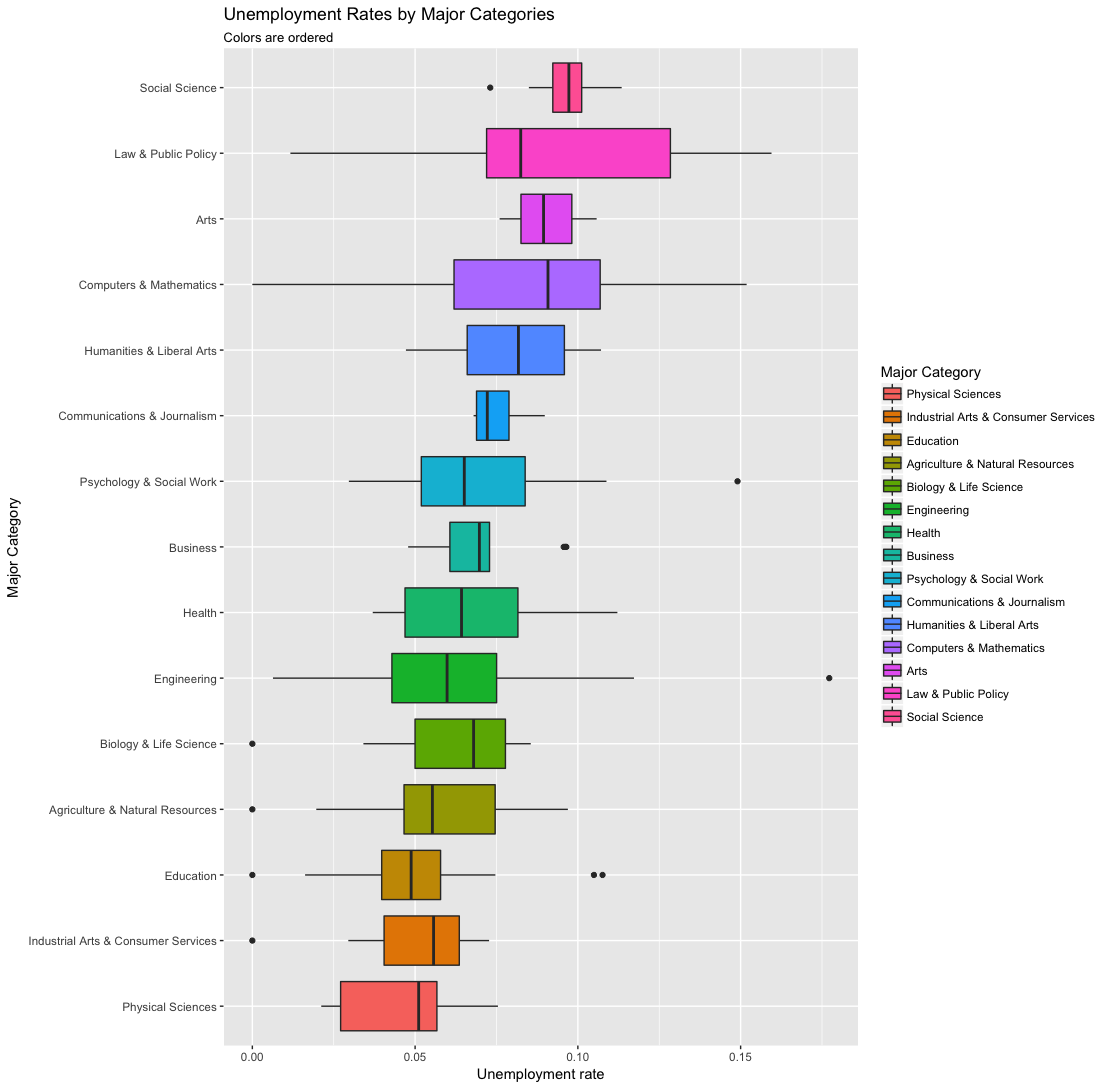 Unemployment Rates by Major Categories
Colors are ordered
Social Science
Law & Public Policy
Arts
Computers & Mathematics
Humanities & Liberal Arts
Communications & Journalism
Psychology & Social Work
Business
Health
Engineering
Biology & Life Science
Agriculture & Natural Resources
Education
Industrial Arts & Consumer Services
Physical Sciences
Major Category
0.00
0.05
0.10
0.15
Unemployment rate
Major Category
Physical Sciences
Industrial Arts & Consumer Services
Education
Agriculture & Natural Resources
Biology & Life Science
Engineering
Health
Business
Psychology & Social Work
Communications & Journalism
Humanities & Liberal Arts
Computers & Mathematics
Arts
Law & Public Policy
Social Science